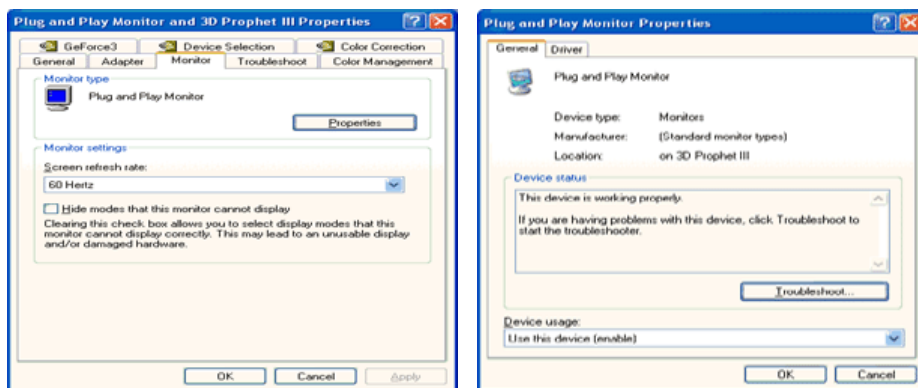 Plug and Play Monitor and 3D Prophet III Properties
GeForce3 Device Selection Color Correction
General Adapter Monitor Troubleshoot Color Management
Monitor type
Plug and Play Monitor
Properties
Monitor settings
Screen refresh rate:
60 Hertz
Hide modes that this monitor cannot display
Clearing this check box allows you to select display modes that this
monitor cannot display correctly. This may lead to an unusable display
and/or damaged hardware.
OK Cancel Apply
Plug and Play Monitor Properties
General Driver
Plug and Play Monitor
Device type: Monitors
Manufacturer: (Standard monitor types)
Location: on 3D Prophet III
Device status
This device is working properly.
If you are having problems with this device, click Troubleshoot to
start the troubleshooter.
Troubleshoot...
Device usage:
Use this device (enable)
OK Cancel